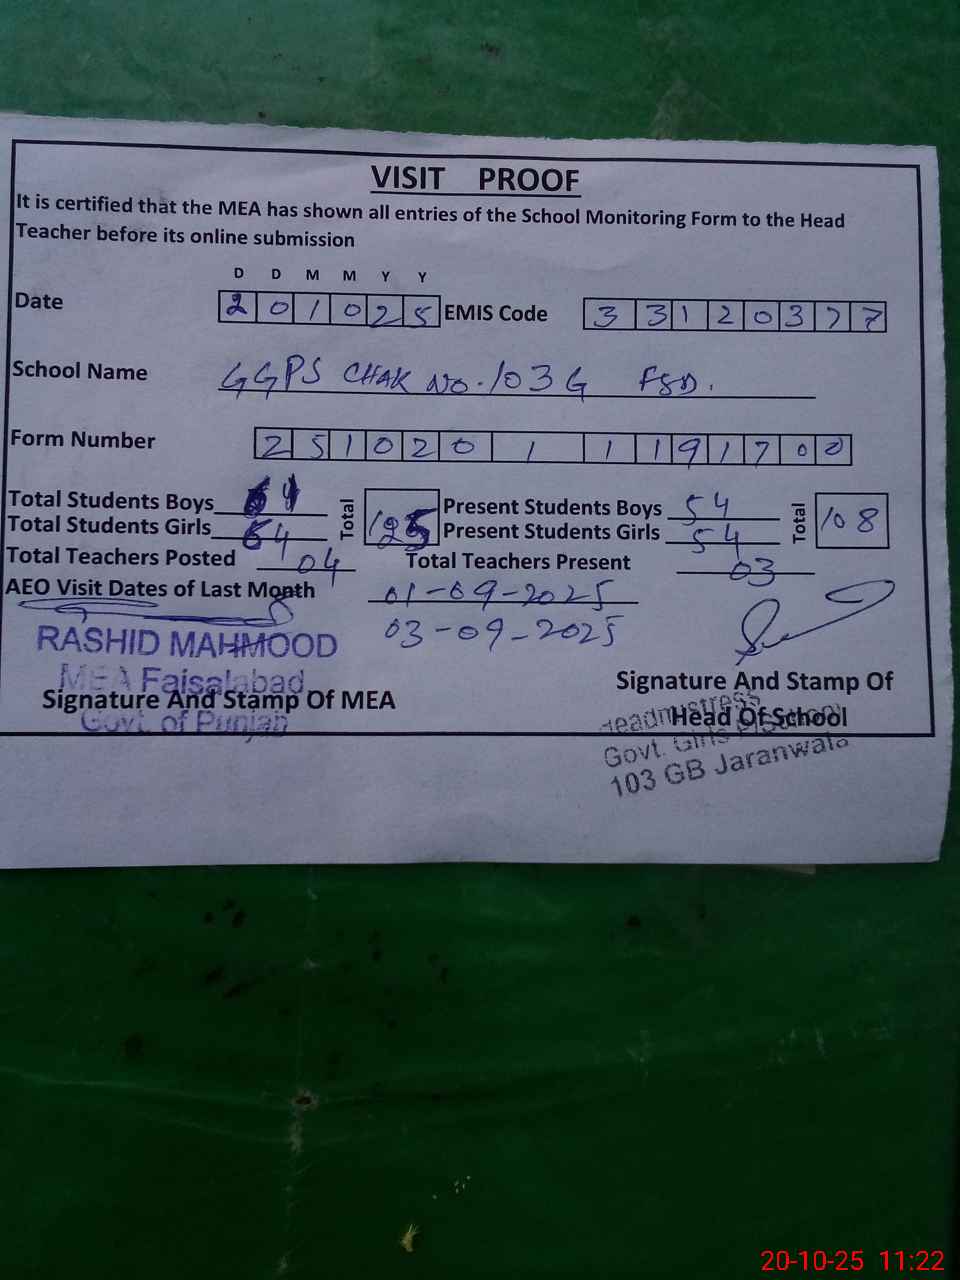 VISIT PROOF
It is certified that the MEA has shown all entries of the School Monitoring Form to the Head
Teacher before its online submission
D D M M Y Y
Date 2 0 1 0 2 5 EMIS Code 3 3 1 2 0 3 7 7
School Name GGPS CHAK NO. 103 G FSD.
Form Number 2 5 1 0 2 0 1 1 1 9 1 7 0 0
Total Students Boys Total 125 Present Students Boys 54 Total 108
Total Students Girls 64 Present Students Girls 54
Total Teachers Posted 04 Total Teachers Present 03
AEO Visit Dates of Last Month 01-09-2025
03-09-2025
RASHID MAHMOOD
MEA Faisalabad
Signature And Stamp Of MEA
Govt. of Punjab
Signature And Stamp Of
Head Of School
Headmistress
Govt. Girls P/School
103 GB Jaranwala
20-10-25 11:22